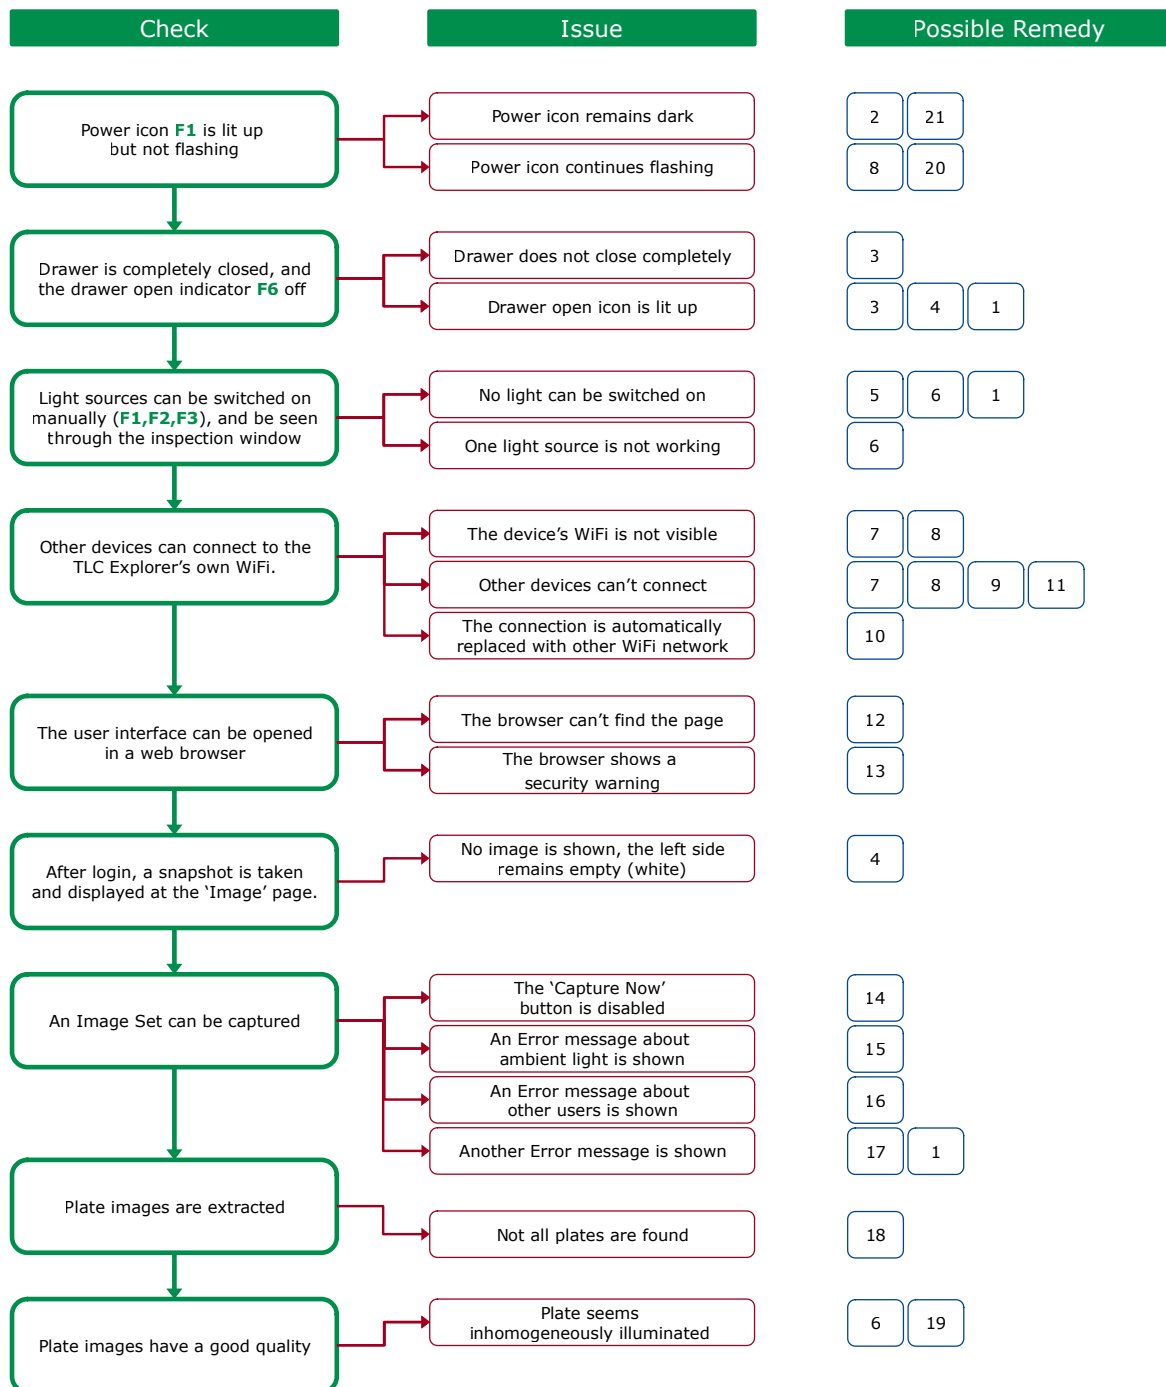 Check
Issue
Possible Remedy
Power icon F1 is lit up
but not flashing
Power icon remains dark
2
21
Power icon continues flashing
8
20
Drawer is completely closed, and
the drawer open indicator F6 off
Drawer does not close completely
3
Drawer open icon is lit up
3
4
1
Light sources can be switched on
manually (F1,F2,F3), and be seen
through the inspection window
No light can be switched on
5
6
1
One light source is not working
6
Other devices can connect to the
TLC Explorer's own WiFi.
The device's WiFi is not visible
7
8
Other devices can't connect
7
8
9
11
The connection is automatically
replaced with other WiFi network
10
The user interface can be opened
in a web browser
The browser can't find the page
12
The browser shows a
security warning
13
After login, a snapshot is taken
and displayed at the ‘Image’ page.
No image is shown, the left side
remains empty (white)
4
An Image Set can be captured
The ‘Capture Now’
button is disabled
14
An Error message about
ambient light is shown
15
An Error message about
other users is shown
16
Another Error message is shown
17
1
Plate images are extracted
Not all plates are found
18
Plate images have a good quality
Plate seems
inhomogeneously illuminated
6
19